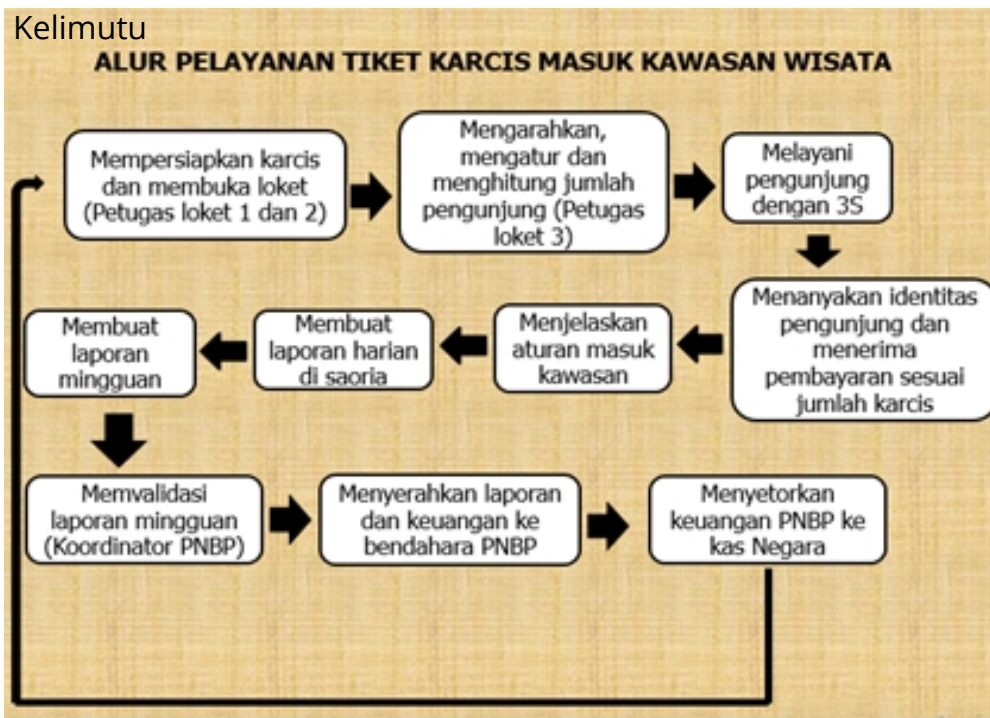 Kelimutu
ALUR PELAYANAN TIKET KARCIS MASUK KAWASAN WISATA
Mempersiapkan karcis
dan membuka loket
(Petugas loket 1 dan 2)
Mengarahkan,
mengatur dan
menghitung jumlah
pengunjung (Petugas
loket 3)
Melayani
pengunjung
dengan 3S
Menanyakan identitas
pengunjung dan
menerima
pembayaran sesuai
jumlah karcis
Menjelaskan
aturan masuk
kawasan
Membuat
laporan harian
di saoria
Membuat
laporan
mingguan
Memvalidasi
laporan mingguan
(Koordinator PNBP)
Menyerahkan laporan
dan keuangan ke
bendahara PNBP
Menyetorkan
keuangan PNBP ke
kas Negara